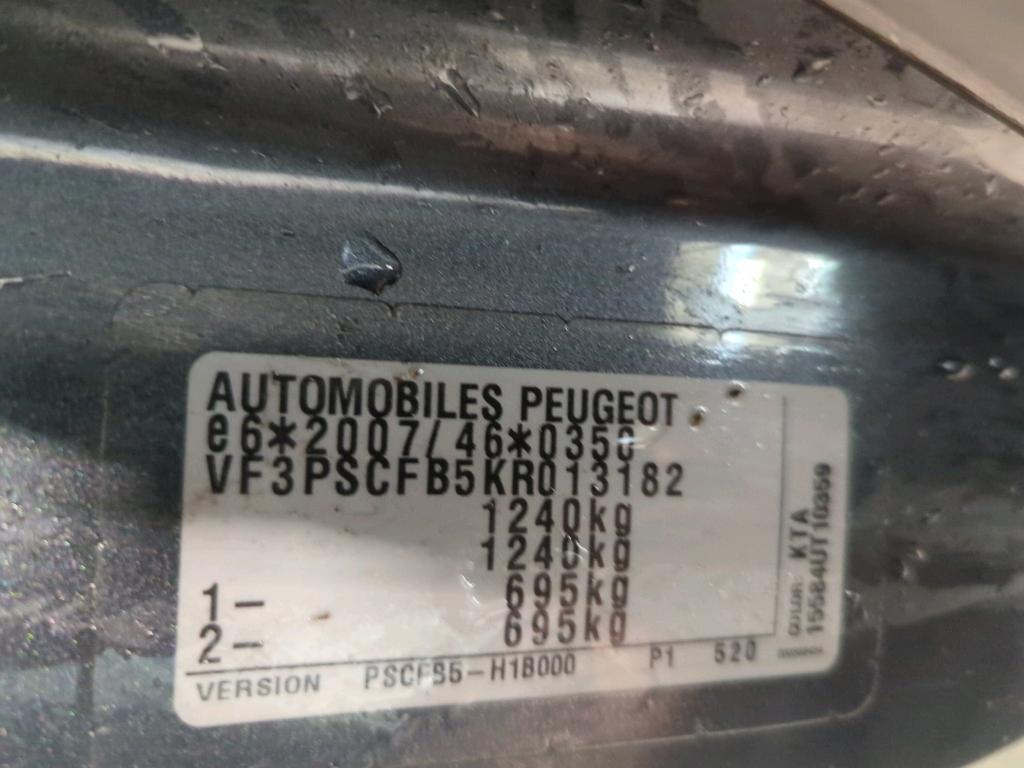 AUTOMOBILES PEUGEOT
e6*2007/46*0358
VF3PSCFB5KR013182
1240kg
1240kg
1- 695kg
2- 695kg
VERSION PSCFB5-H1B000 P1 520
COLOR: KTA
15584UT10359